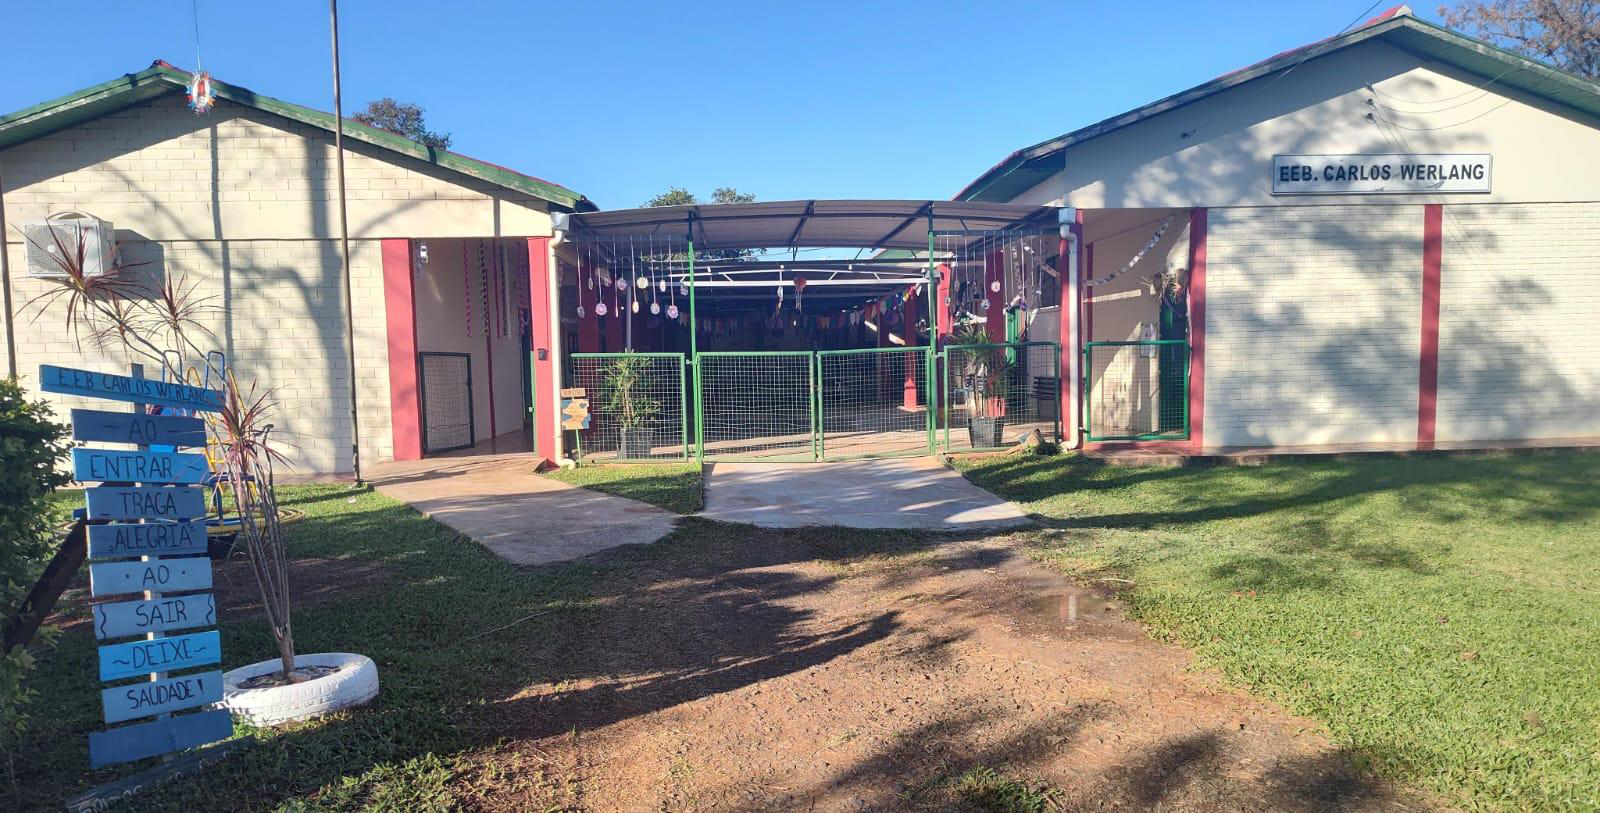 EEB. CARLOS WERLANG
E.E.B CARLOS WERLANG
- AO -
ENTRAR ~
TRAGA
ALEGRIA
· AO ·
{ SAIR }
~DEIXE~
SAUDADE!